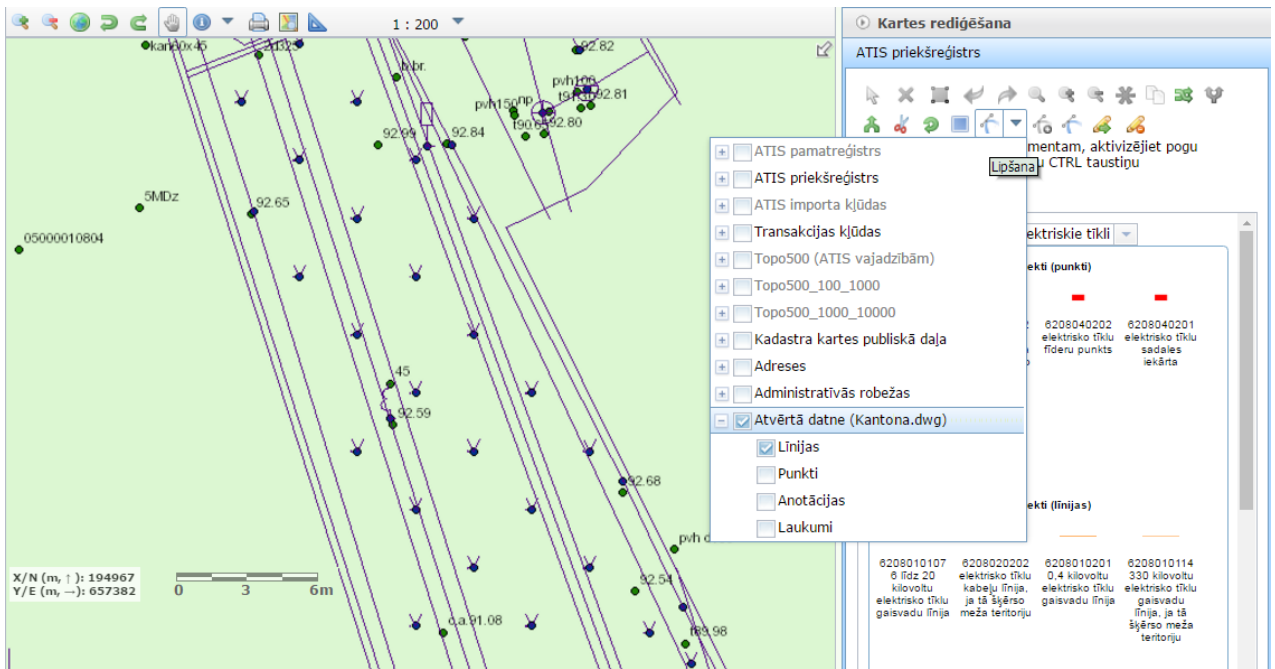 1 : 200
Kartes rediģēšana
ATIS priekšreģistrs
mentam, aktivizējiet pogu
u CTRL taustiņu
Lipšana
ATIS pamatreģistrs
ATIS priekšreģistrs
ATIS importa kļūdas
Transakcijas kļūdas
Topo500 (ATIS vajadzībām)
Topo500_100_1000
Topo500_1000_10000
Kadastra kartes publiskā daļa
Adreses
Administratīvās robežas
Atvērtā datne (Kantona.dwg)
Līnijas
Punkti
Anotācijas
Laukumi
ektriskie tīkli
ekti (punkti)
6208040202
elektrisko tīklu
fīderu punkts
6208040201
elektrisko tīklu
sadales
iekārta
ekti (līnijas)
6208010107
6 līdz 20
kilovoltu
elektrisko tīklu
gaisvadu līnija
6208020202
elektrisko tīklu
kabeļu līnija,
ja tā šķērso
meža teritoriju
6208010201
0,4 kilovoltu
elektrisko tīklu
gaisvadu līnija
6208010114
330 kilovoltu
elektrisko tīklu
gaisvadu
līnija, ja tā
šķērso meža
teritoriju
92.82
b.br.
pvh100
92.81
pvh150
np
92.80
92.99
92.84
5MDz
92.65
05000010804
45
92.59
92.68
pvh
92.54
c.a.91.08
t89.98
X/N (m, ↑ ): 194967
Y/E (m, →): 657382
0 3 6m